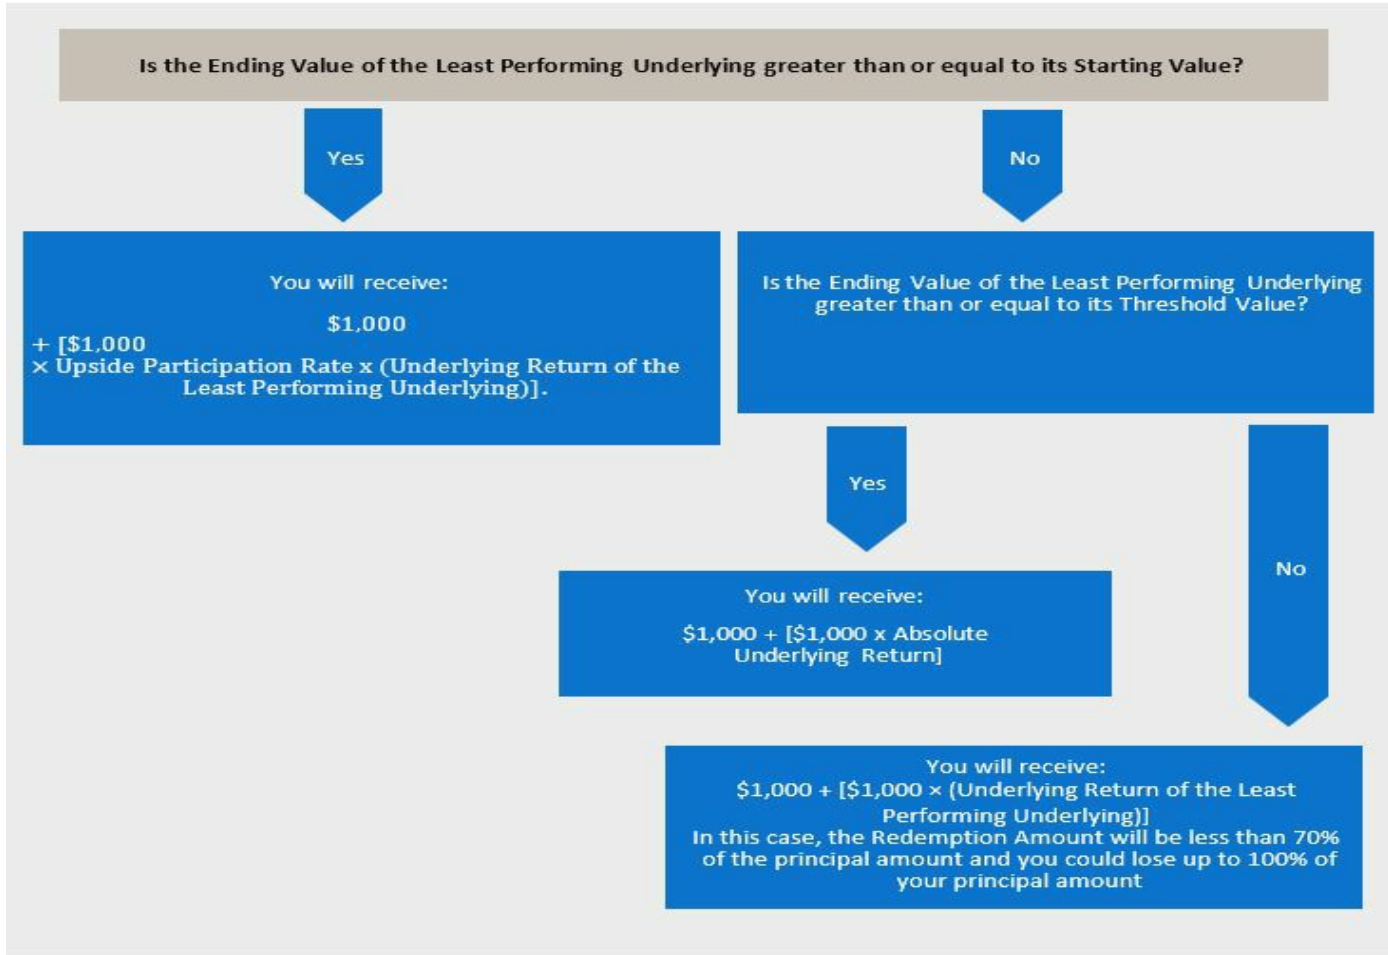 Is the Ending Value of the Least Performing Underlying greater than or equal to its Starting Value?
Yes
No
You will receive:
$1,000
+ [$1,000
× Upside Participation Rate x (Underlying Return of the
Least Performing Underlying)].
Is the Ending Value of the Least Performing Underlying
greater than or equal to its Threshold Value?
Yes
No
You will receive:
$1,000 + [$1,000 x Absolute
Underlying Return]
You will receive:
$1,000 + [$1,000 × (Underlying Return of the Least
Performing Underlying)]
In this case, the Redemption Amount will be less than 70%
of the principal amount and you could lose up to 100% of
your principal amount